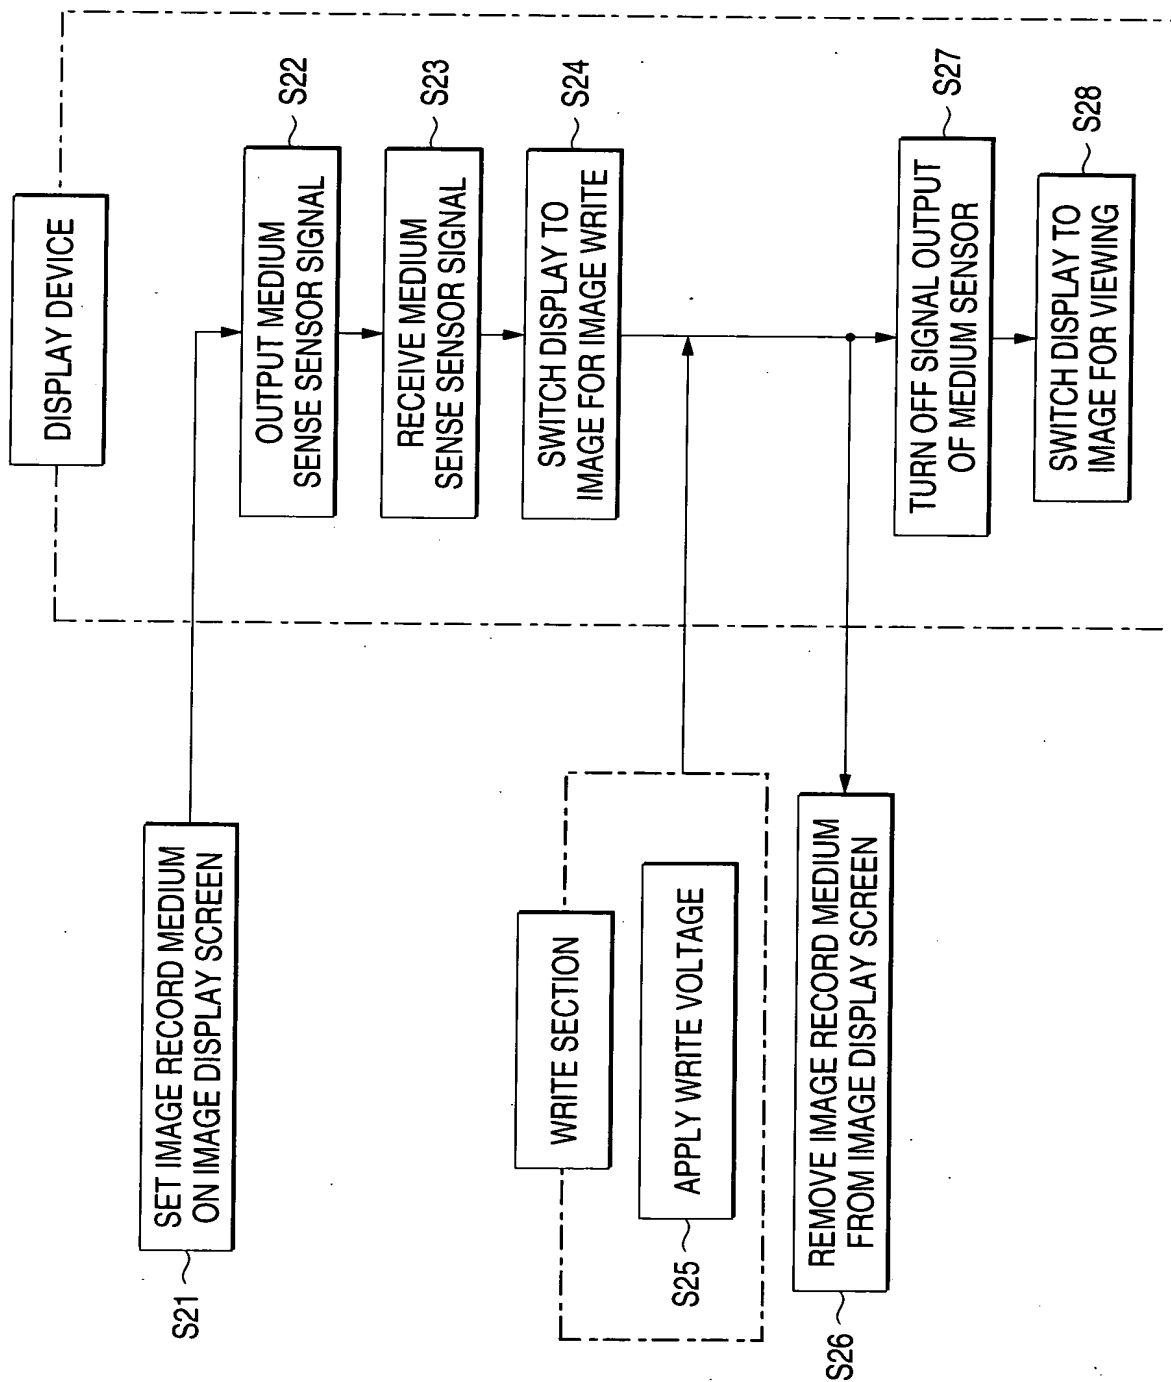 DISPLAY DEVICE
S21
SET IMAGE RECORD MEDIUM
ON IMAGE DISPLAY SCREEN
OUTPUT MEDIUM
SENSE SENSOR SIGNAL
S22
RECEIVE MEDIUM
SENSE SENSOR SIGNAL
S23
SWITCH DISPLAY TO
IMAGE FOR IMAGE WRITE
S24
WRITE SECTION
S25
APPLY WRITE VOLTAGE
S26
REMOVE IMAGE RECORD MEDIUM
FROM IMAGE DISPLAY SCREEN
TURN OFF SIGNAL OUTPUT
OF MEDIUM SENSOR
S27
SWITCH DISPLAY TO
IMAGE FOR VIEWING
S28